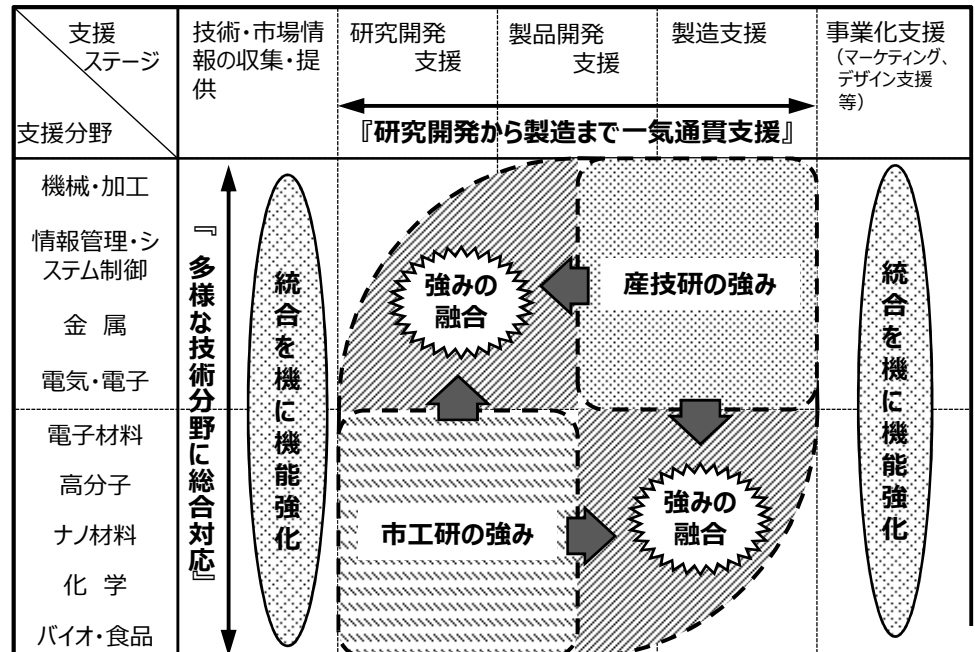 支援
ステージ
支援分野
技術・市場情
報の収集・提
供
研究開発
支援
製品開発
支援
製造支援
事業化支援
（マーケティング、
デザイン支援
等）
『研究開発から製造まで一気通貫支援』
機械・加工
情報管理・シ
ステム制御
金 属
電気・電子
電子材料
高分子
ナノ材料
化 学
バイオ・食品
『多様な技術分野に総合対応』
統合を機に機能強化
強みの
融合
産技研の強み
市工研の強み
強みの
融合
統合を機に機能強化